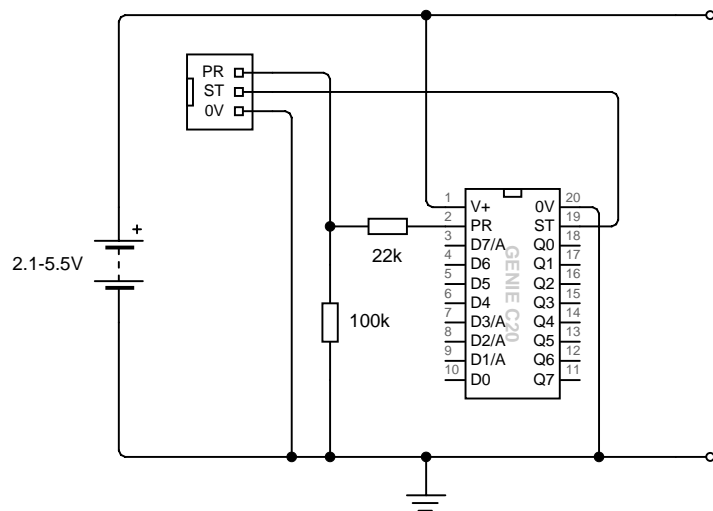 PR
ST
0V
+
2.1-5.5V
22k
100k
GENIE C20
1 V+ 0V 20
2 PR ST 19
3 D7/A Q0 18
4 D6 Q1 17
5 D5 Q2 16
6 D4 Q3 15
7 D3/A Q4 14
8 D2/A Q5 13
9 D1/A Q6 12
10 D0 Q7 11